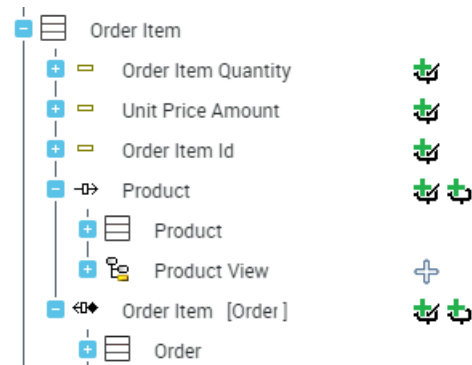 Order Item
Order Item Quantity
Unit Price Amount
Order Item Id
Product
Product
Product View
Order Item [Order]
Order